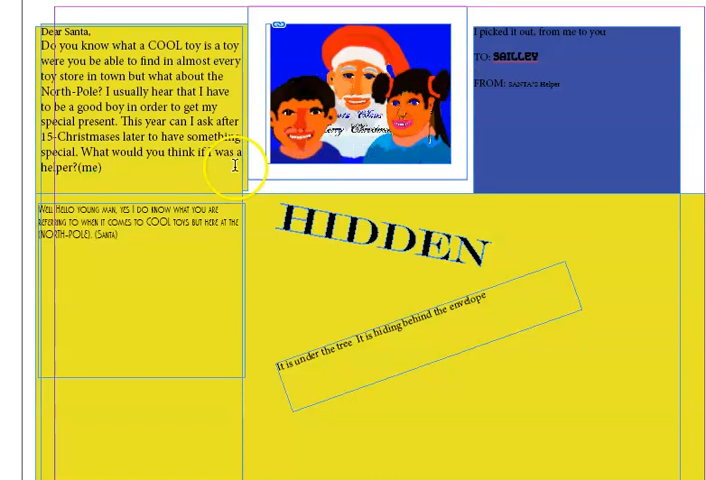 Dear Santa,
Do you know what a COOL toy is a toy
were you be able to find in almost every
toy store in town but what about the
North-Pole? I usually hear that I have
to be a good boy in order to get my
special present. This year can I ask after
15-Christmases later to have something
special. What would you think if I was a
helper?(me)
Well Hello young man, yes I do know what you are
referring to when it comes to COOL toys but here at the
(NORTH-POLE). (Santa)
I picked it out, from me to you
TO: SAILLEY
FROM: SANTA'S Helper
HIDDEN
It is under the tree It is hiding behind the envelope